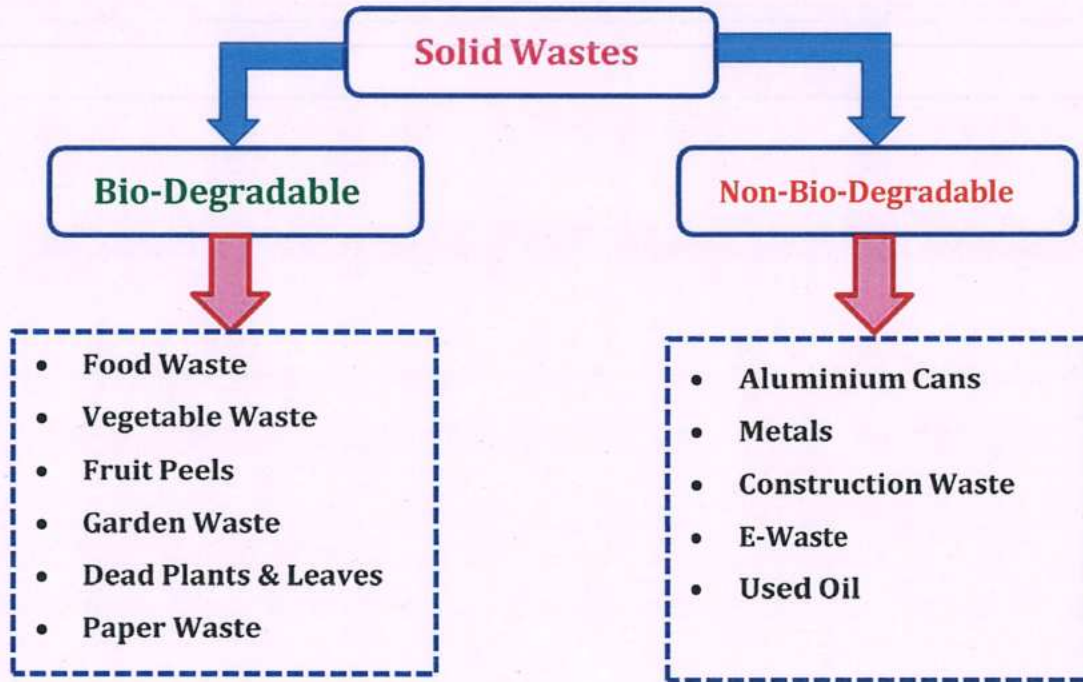 Solid Wastes
Bio-Degradable
Non-Bio-Degradable
• Food Waste
• Vegetable Waste
• Fruit Peels
• Garden Waste
• Dead Plants & Leaves
• Paper Waste
• Aluminium Cans
• Metals
• Construction Waste
• E-Waste
• Used Oil